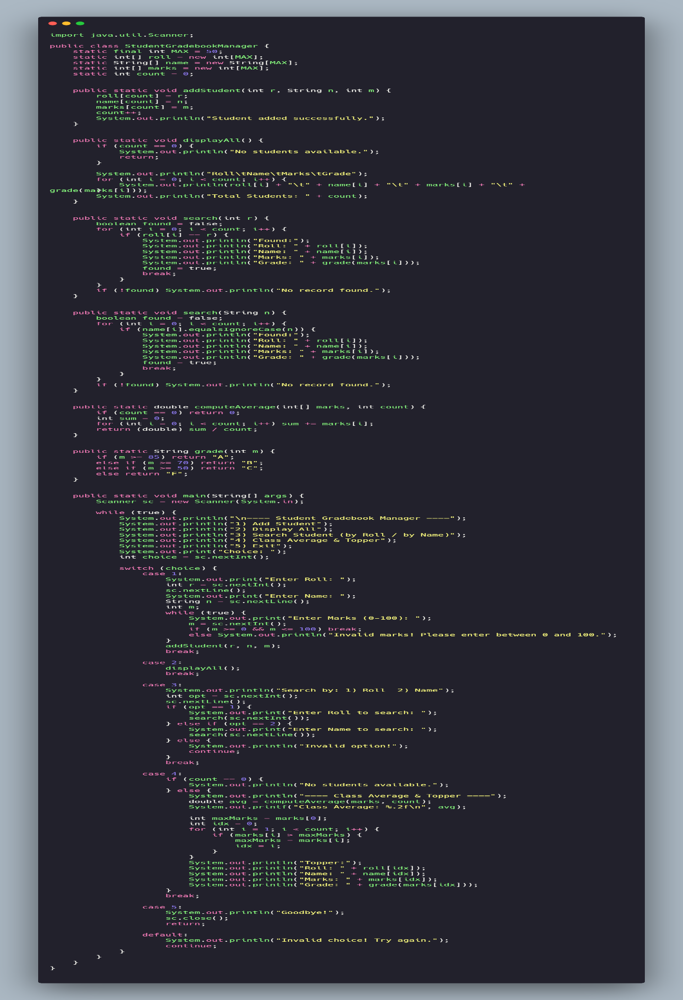 import java.util.Scanner;
public class StudentGradebookManager {
static final int MAX = 50;
static int[] roll = new int[MAX];
static String[] name = new String[MAX];
static int[] marks = new int[MAX];
static int count = 0;
public static void addStudent(int r, String n, int m) {
roll[count] = r;
name[count] = n;
marks[count] = m;
count++;
System.out.println("Student added successfully.");
}
public static void displayAll() {
if (count == 0) {
System.out.println("No students available.");
return;
}
System.out.println("Roll\tName\tMarks\tGrade");
for (int i = 0; i < count; i++) {
System.out.println(roll[i] + "\t" + name[i] + "\t" + marks[i] + "\t" +
grade(marks[i]));
}
System.out.println("Total Students: " + count);
}
public static void search(int r) {
boolean found = false;
for (int i = 0; i < count; i++) {
if (roll[i] == r) {
System.out.println("Found:");
System.out.println("Roll: " + roll[i]);
System.out.println("Name: " + name[i]);
System.out.println("Marks: " + marks[i]);
System.out.println("Grade: " + grade(marks[i]));
found = true;
break;
}
}
if (!found) System.out.println("No record found.");
}
public static void search(String n) {
boolean found = false;
for (int i = 0; i < count; i++) {
if (name[i].equalsIgnoreCase(n)) {
System.out.println("Found:");
System.out.println("Roll: " + roll[i]);
System.out.println("Name: " + name[i]);
System.out.println("Marks: " + marks[i]);
System.out.println("Grade: " + grade(marks[i]));
found = true;
break;
}
}
if (!found) System.out.println("No record found.");
}
public static double computeAverage(int[] marks, int count) {
if (count == 0) return 0;
int sum = 0;
for (int i = 0; i < count; i++) sum += marks[i];
return (double) sum / count;
}
public static String grade(int m) {
if (m >= 85) return "A";
else if (m >= 70) return "B";
else if (m >= 50) return "C";
else return "F";
}
public static void main(String[] args) {
Scanner sc = new Scanner(System.in);
while (true) {
System.out.println("\n==== Student Gradebook Manager ====");
System.out.println("1) Add Student");
System.out.println("2) Display All");
System.out.println("3) Search Student (by Roll / by Name)");
System.out.println("4) Class Average & Topper");
System.out.println("5) Exit");
System.out.print("Choice: ");
int choice = sc.nextInt();
switch (choice) {
case 1:
System.out.print("Enter Roll: ");
int r = sc.nextInt();
sc.nextLine();
System.out.print("Enter Name: ");
String n = sc.nextLine();
int m;
while (true) {
System.out.print("Enter Marks (0-100): ");
m = sc.nextInt();
if (m >= 0 && m <= 100) break;
else System.out.println("Invalid marks! Please enter between 0 and 100.");
}
addStudent(r, n, m);
break;
case 2:
displayAll();
break;
case 3:
System.out.println("Search by: 1) Roll  2) Name");
int opt = sc.nextInt();
sc.nextLine();
if (opt == 1) {
System.out.print("Enter Roll to search: ");
search(sc.nextInt());
} else if (opt == 2) {
System.out.print("Enter Name to search: ");
search(sc.nextLine());
} else {
System.out.println("Invalid option!");
continue;
}
break;
case 4:
if (count == 0) {
System.out.println("No students available.");
} else {
System.out.println("==== Class Average & Topper ====");
double avg = computeAverage(marks, count);
System.out.printf("Class Average: %.2f\n", avg);
int maxMarks = marks[0];
int idx = 0;
for (int i = 1; i < count; i++) {
if (marks[i] > maxMarks) {
maxMarks = marks[i];
idx = i;
}
}
System.out.println("Topper:");
System.out.println("Roll: " + roll[idx]);
System.out.println("Name: " + name[idx]);
System.out.println("Marks: " + marks[idx]);
System.out.println("Grade: " + grade(marks[idx]));
}
break;
case 5:
System.out.println("Goodbye!");
sc.close();
return;
default:
System.out.println("Invalid choice! Try again.");
continue;
}
}
}
}